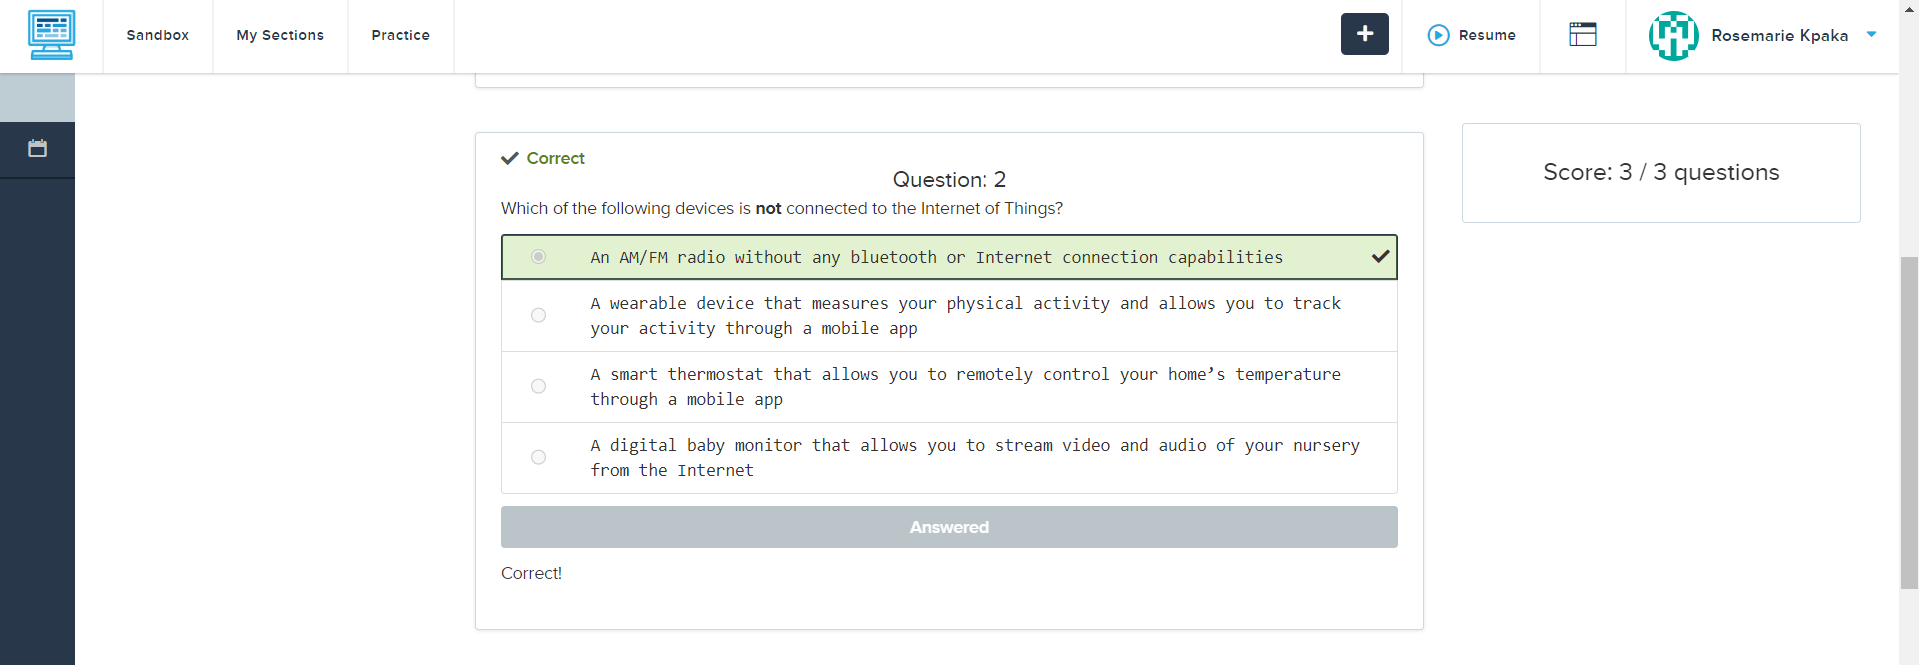 Sandbox
My Sections
Practice
+
Resume
Rosemarie Kpaka
Correct
Question: 2
Which of the following devices is not connected to the Internet of Things?
An AM/FM radio without any bluetooth or Internet connection capabilities
A wearable device that measures your physical activity and allows you to track
your activity through a mobile app
A smart thermostat that allows you to remotely control your home’s temperature
through a mobile app
A digital baby monitor that allows you to stream video and audio of your nursery
from the Internet
Answered
Correct!
Score: 3 / 3 questions